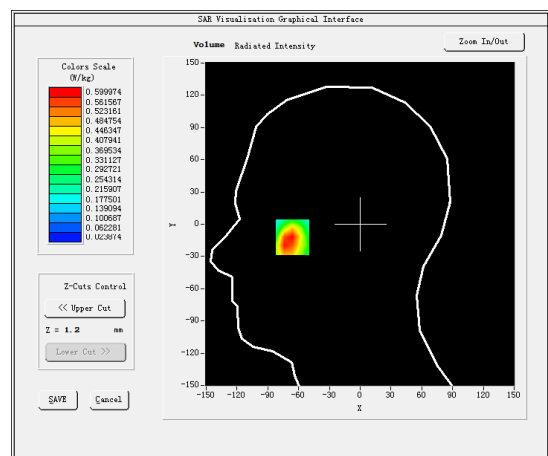 SAR Visualisation Graphical Interface
Volume Radiated Intensity
Zoom In/Out
Colors Scale
(W/kg)
0.599974
0.561567
0.523161
0.484754
0.446347
0.407941
0.369534
0.331127
0.292721
0.254314
0.215907
0.177501
0.139094
0.100687
0.062281
0.023874
Z-Cuts Control
<< Upper Cut
Z = 1.2 mm
Lower Cut >>
SAVE
Cancel
150
120
90
60
30
0
-30
-60
-90
-120
-150
Y
-150 -120 -90 -60 -30 0 30 60 90 120 150
X